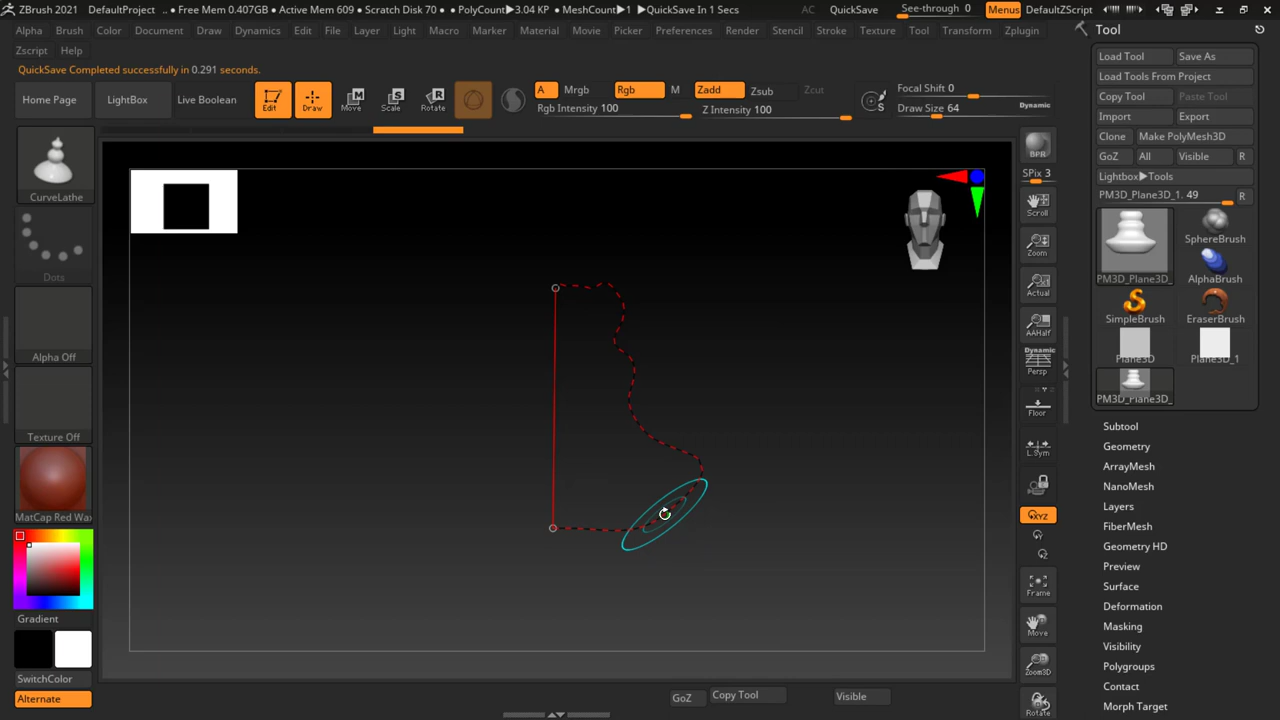 ZBrush 2021 DefaultProject • Free Mem 0.407GB • Active Mem 609 • Scratch Disk 70 • PolyCount▶3.04 KP • MeshCount▶1 ▶QuickSave In 1 Secs AC QuickSave See-through 0 Menus DefaultZScript
Alpha Brush Color Document Draw Dynamics Edit File Layer Light Macro Marker Material Movie Picker Preferences Render Stencil Stroke Texture Tool Transform Zplugin
Zscript Help
QuickSave Completed successfully in 0.291 seconds.
Home Page LightBox Live Boolean Edit Draw Move Scale Rotate
A Mrgb Rgb M Zadd Zsub Zcut
Rgb Intensity 100 Z Intensity 100
Focal Shift 0
Draw Size 64 Dynamic
S
CurveLathe
Dots
Alpha Off
Texture Off
MatCap Red Wax
Gradient
SwitchColor
Alternate
BPR
SPix 3
Scroll
Zoom
Actual
AAHalf
Dynamic
Persp
Floor
L.Sym
XYZ
Y
Z
Frame
Move
Zoom3D
Rotate
GoZ Copy Tool Visible
Tool
Load Tool Save As
Load Tools From Project
Copy Tool Paste Tool
Import Export
Clone Make PolyMesh3D
GoZ All Visible R
Lightbox▶Tools
PM3D_Plane3D_1. 49 R
PM3D_Plane3D_ SphereBrush
AlphaBrush
SimpleBrush EraserBrush
Plane3D Plane3D_1
PM3D_Plane3D_
Subtool
Geometry
ArrayMesh
NanoMesh
Layers
FiberMesh
Geometry HD
Preview
Surface
Deformation
Masking
Visibility
Polygroups
Contact
Morph Target